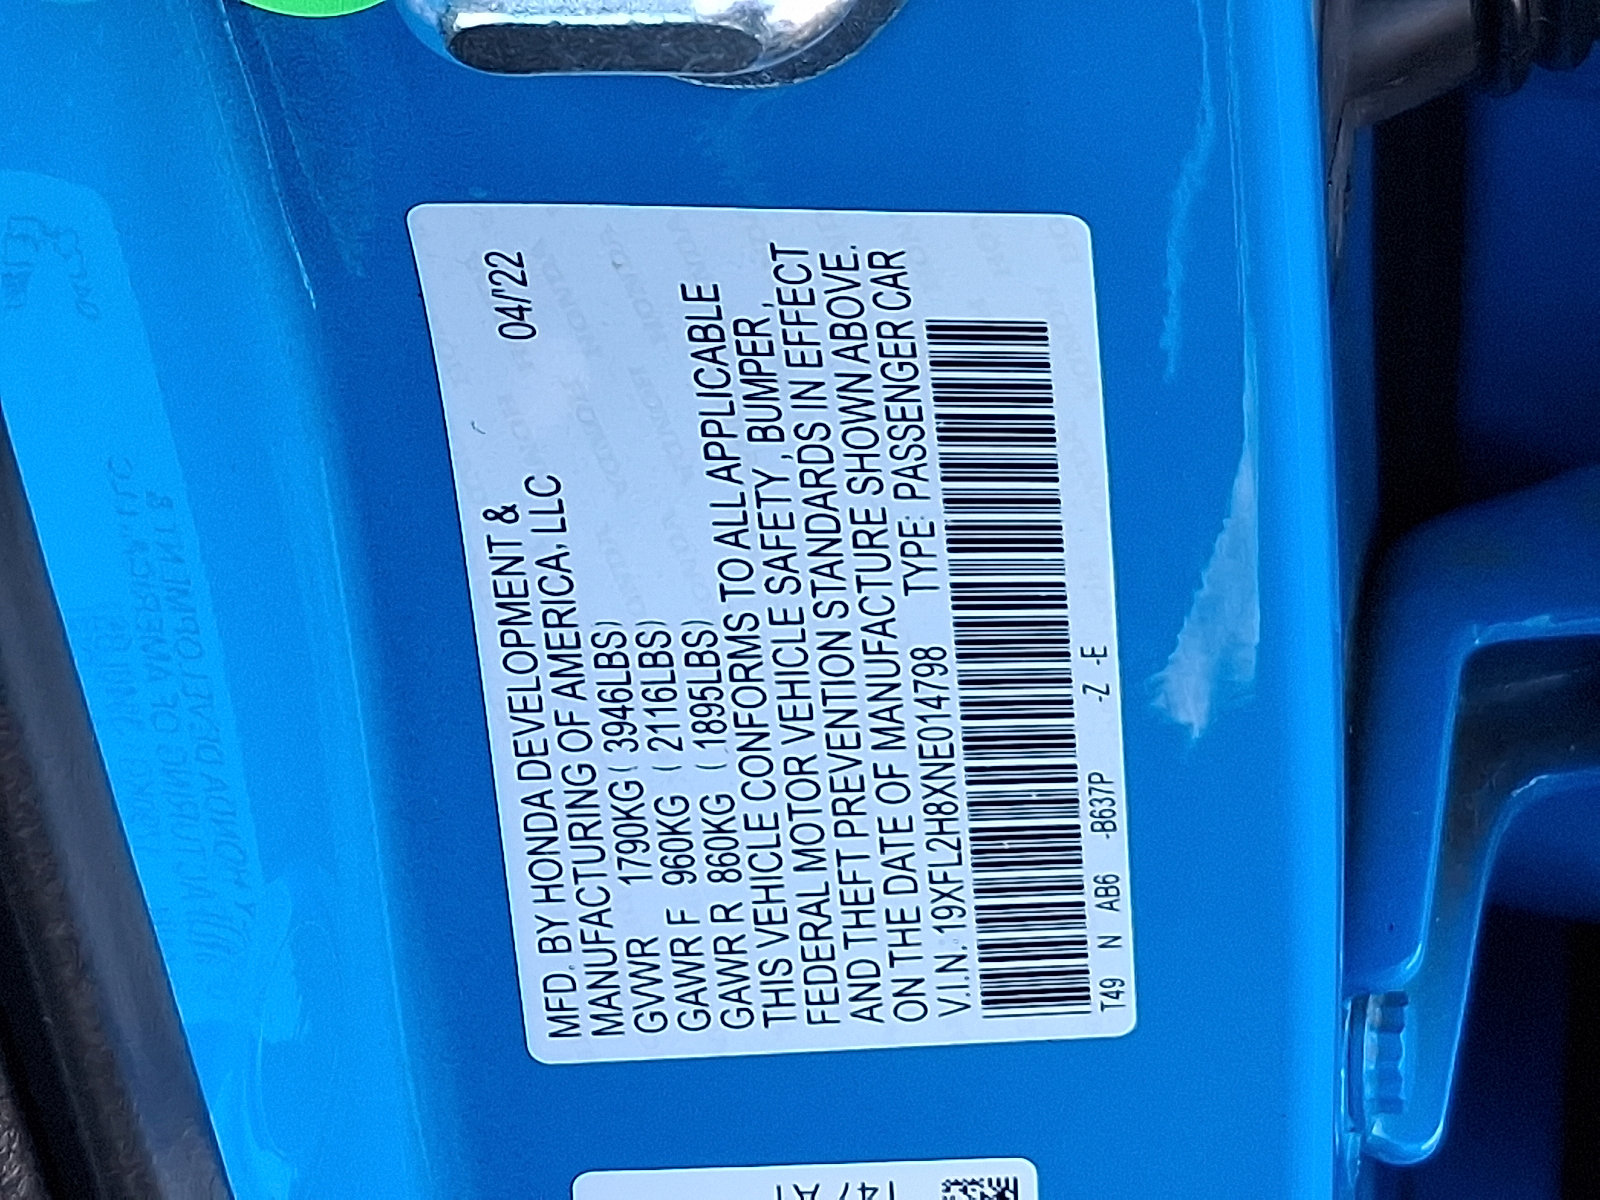 MFD. BY HONDA DEVELOPMENT & 04/'22
MANUFACTURING OF AMERICA, LLC
GVWR 1790KG ( 3946LBS)
GAWR F 960KG ( 2116LBS)
GAWR R 860KG ( 1895LBS)
THIS VEHICLE CONFORMS TO ALL APPLICABLE
FEDERAL MOTOR VEHICLE SAFETY, BUMPER,
AND THEFT PREVENTION STANDARDS IN EFFECT
ON THE DATE OF MANUFACTURE SHOWN ABOVE.
V.I.N.: 19XFL2H8XNE014798 TYPE: PASSENGER CAR
T49 N AB6 -B637P -Z -E